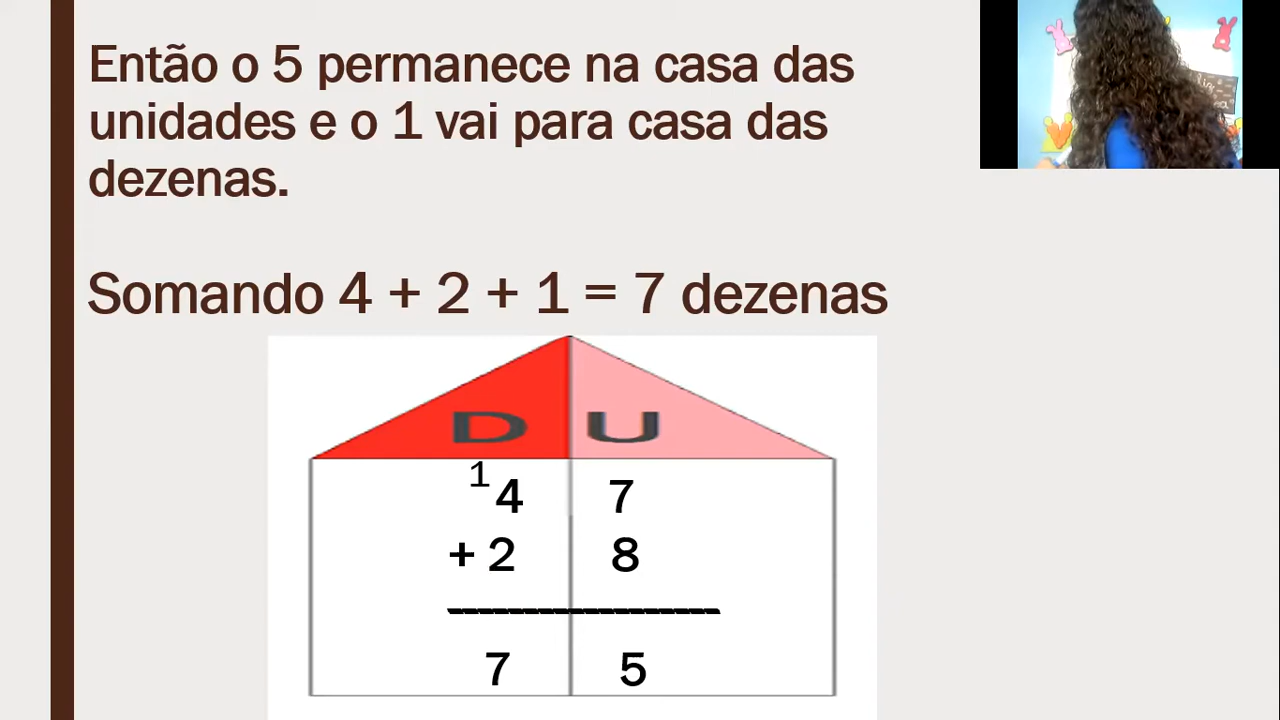 Então o 5 permanece na casa das
unidades e o 1 vai para casa das
dezenas.
Somando 4 + 2 + 1 = 7 dezenas
D U
1
4 7
+ 2 8
7 5